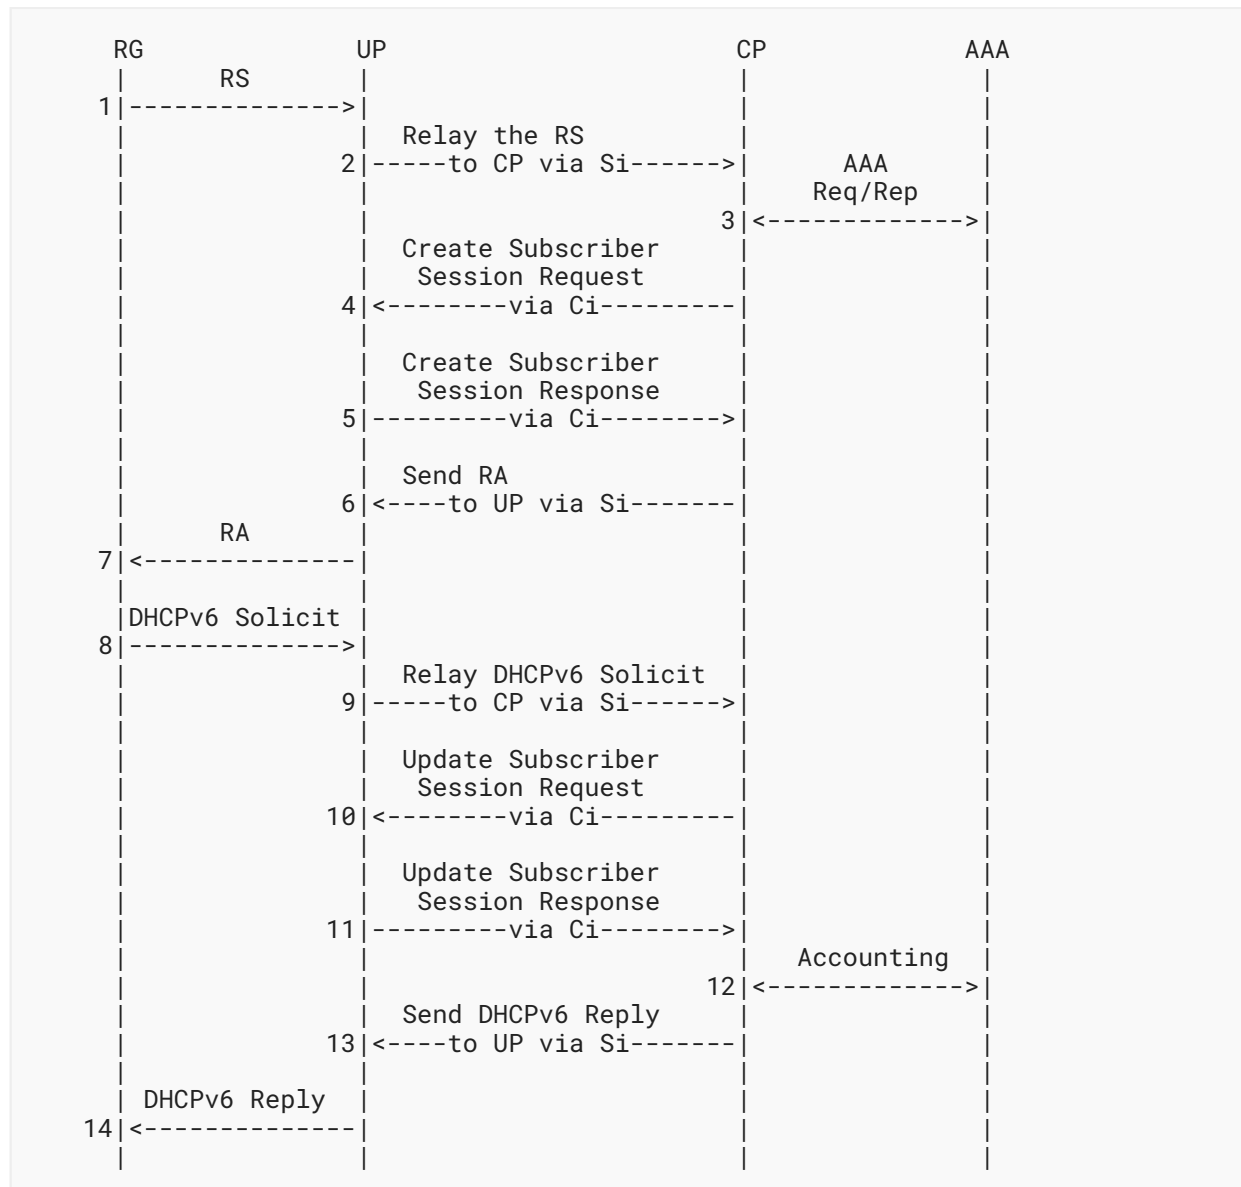 RG UP CP AAA
RS
1|-------------->|
Relay the RS
2|-----to CP via Si------>| AAA
Req/Rep
3|<------------->|
Create Subscriber
Session Request
4|<--------via Ci---------|
Create Subscriber
Session Response
5|---------via Ci-------->|
Send RA
6|<----to UP via Si-------|
RA
7|<--------------|
|DHCPv6 Solicit |
8|-------------->|
Relay DHCPv6 Solicit
9|-----to CP via Si------>|
Update Subscriber
Session Request
10|<--------via Ci---------|
Update Subscriber
Session Response
11|---------via Ci-------->|
Accounting
12|<------------->|
Send DHCPv6 Reply
13|<----to UP via Si-------|
DHCPv6 Reply
14|<--------------|